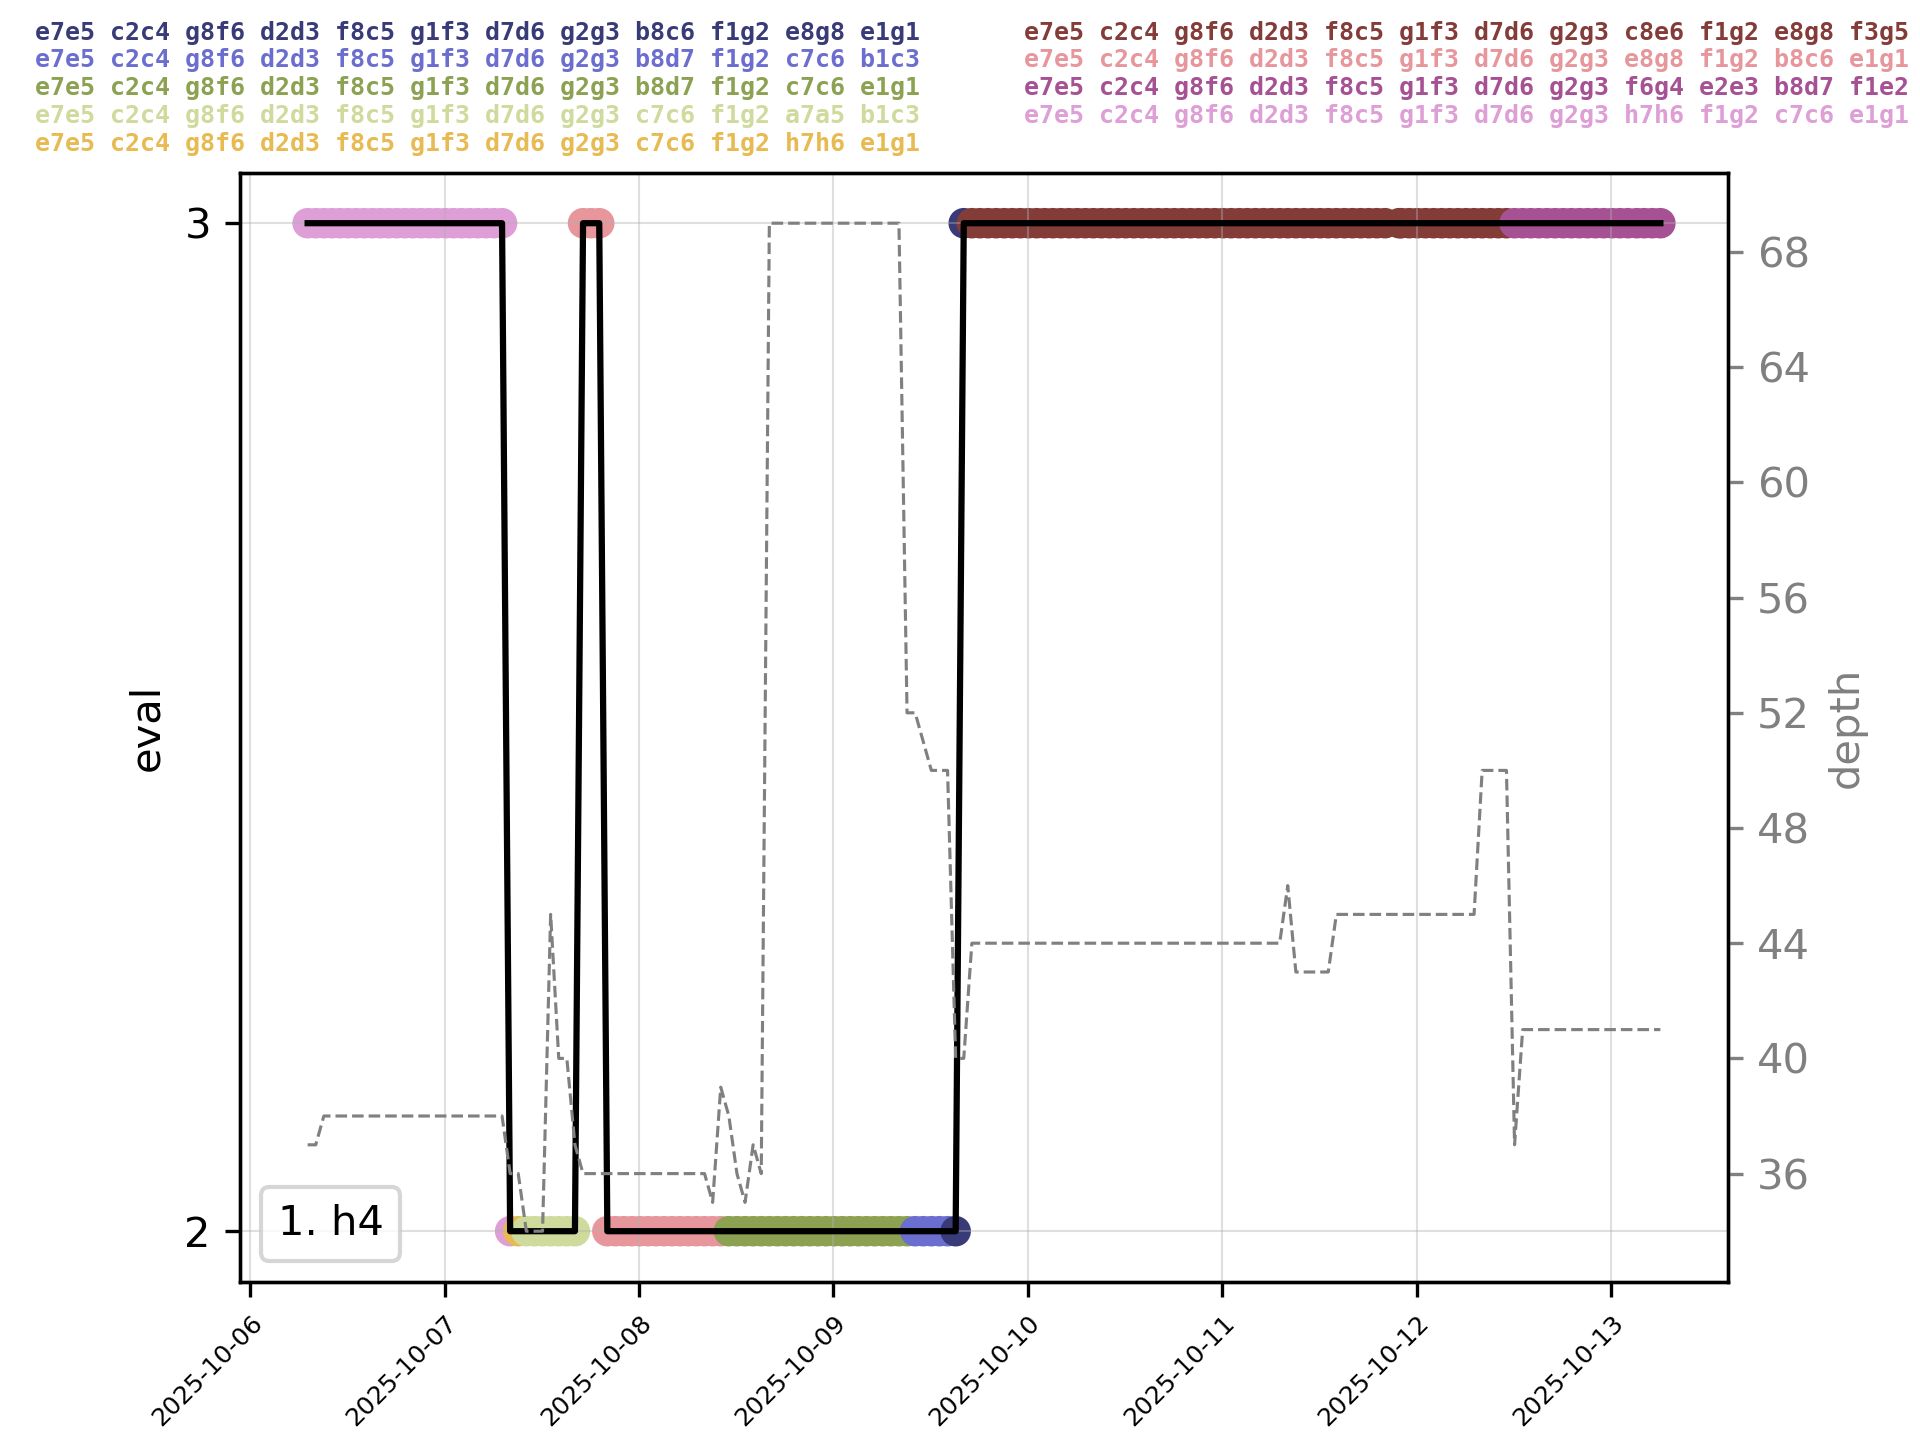 e7e5 c2c4 g8f6 d2d3 f8c5 g1f3 d7d6 g2g3 b8c6 f1g2 e8g8 e1g1
e7e5 c2c4 g8f6 d2d3 f8c5 g1f3 d7d6 g2g3 b8d7 f1g2 c7c6 b1c3
e7e5 c2c4 g8f6 d2d3 f8c5 g1f3 d7d6 g2g3 b8d7 f1g2 c7c6 e1g1
e7e5 c2c4 g8f6 d2d3 f8c5 g1f3 d7d6 g2g3 c7c6 f1g2 a7a5 b1c3
e7e5 c2c4 g8f6 d2d3 f8c5 g1f3 d7d6 g2g3 c7c6 f1g2 h7h6 e1g1
e7e5 c2c4 g8f6 d2d3 f8c5 g1f3 d7d6 g2g3 c8e6 f1g2 e8g8 f3g5
e7e5 c2c4 g8f6 d2d3 f8c5 g1f3 d7d6 g2g3 e8g8 f1g2 b8c6 e1g1
e7e5 c2c4 g8f6 d2d3 f8c5 g1f3 d7d6 g2g3 f6g4 e2e3 b8d7 f1e2
e7e5 c2c4 g8f6 d2d3 f8c5 g1f3 d7d6 g2g3 h7h6 f1g2 c7c6 e1g1
3
2
eval
1. h4
68
64
60
56
52
48
44
40
36
depth
2025-10-06
2025-10-07
2025-10-08
2025-10-09
2025-10-10
2025-10-11
2025-10-12
2025-10-13